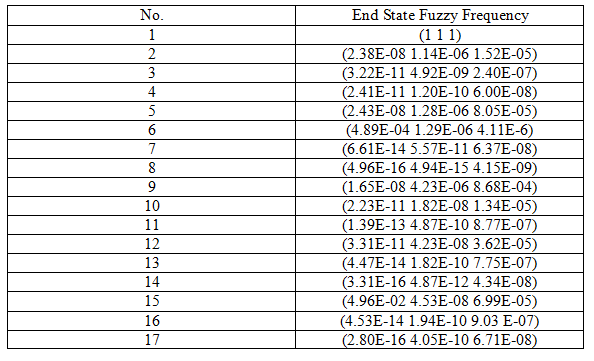 No. End State Fuzzy Frequency
1 (1 1 1)
2 (2.38E-08 1.14E-06 1.52E-05)
3 (3.22E-11 4.92E-09 2.40E-07)
4 (2.41E-11 1.20E-10 6.00E-08)
5 (2.43E-08 1.28E-06 8.05E-05)
6 (4.89E-04 1.29E-06 4.11E-6)
7 (6.61E-14 5.57E-11 6.37E-08)
8 (4.96E-16 4.94E-15 4.15E-09)
9 (1.65E-08 4.23E-06 8.68E-04)
10 (2.23E-11 1.82E-08 1.34E-05)
11 (1.39E-13 4.87E-10 8.77E-07)
12 (3.31E-11 4.23E-08 3.62E-05)
13 (4.47E-14 1.82E-10 7.75E-07)
14 (3.31E-16 4.87E-12 4.34E-08)
15 (4.96E-02 4.53E-08 6.99E-05)
16 (4.53E-14 1.94E-10 9.03 E-07)
17 (2.80E-16 4.05E-10 6.71E-08)